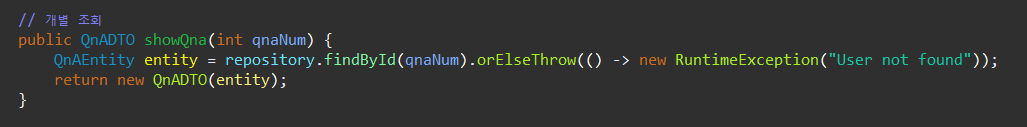 // 개별 조회
public QnADTO showQna(int qnaNum) {
    QnAEntity entity = repository.findById(qnaNum).orElseThrow(() -> new RuntimeException("User not found"));
    return new QnADTO(entity);
}